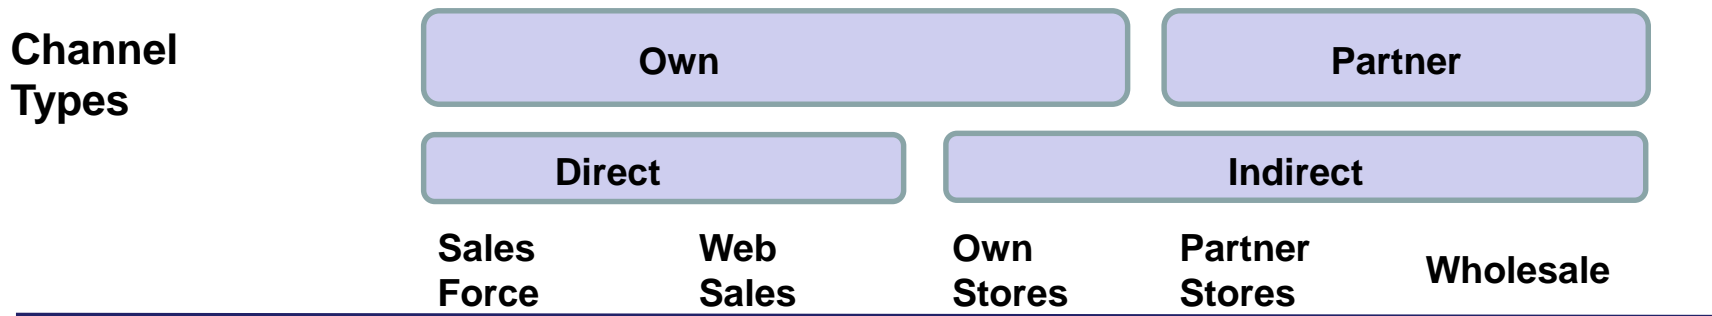 Channel
Types
Own
Partner
Direct
Indirect
Sales
Force
Web
Sales
Own
Stores
Partner
Stores
Wholesale